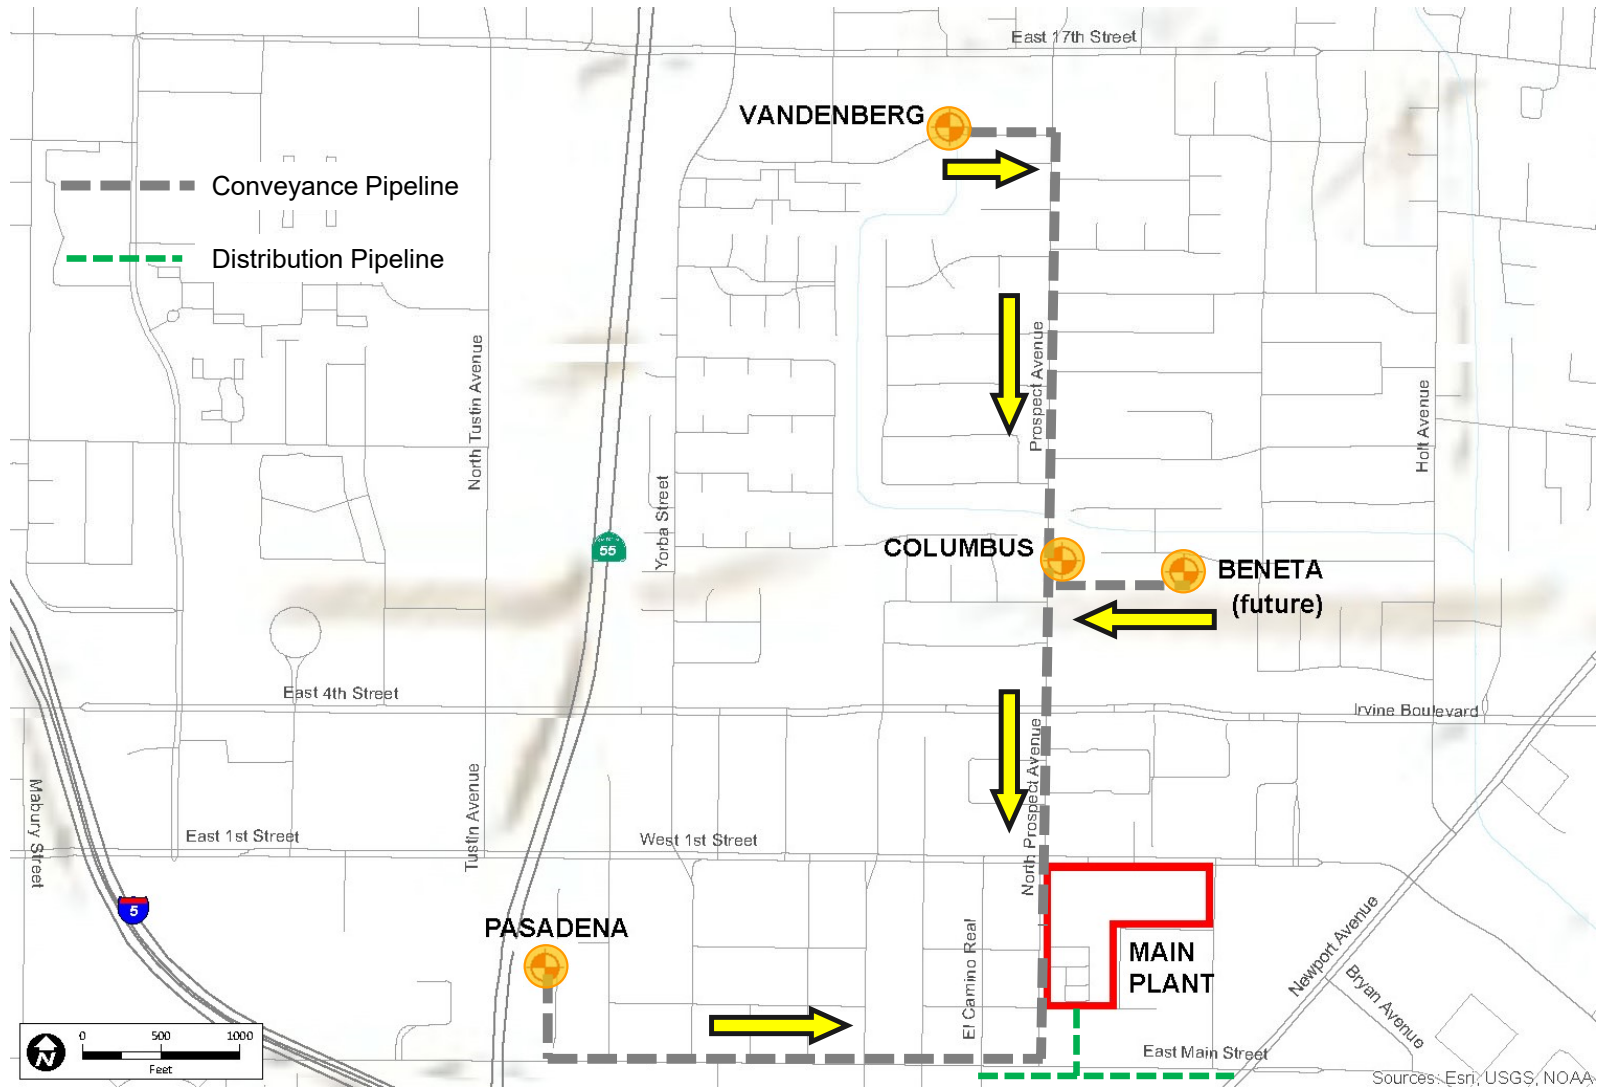 East 17th Street
VANDENBERG
Conveyance Pipeline
Distribution Pipeline
North Tustin Avenue
Prospect Avenue
Holt Avenue
Yorba Street
55
COLUMBUS
BENETA
(future)
East 4th Street
Irvine Boulevard
Mabury Street
Tustin Avenue
North Prospect Avenue
East 1st Street
West 1st Street
5
PASADENA
El Camino Real
MAIN
PLANT
Newport Avenue
Bryan Avenue
N
0 500 1000
Feet
East Main Street
Sources: Esri, USGS, NOAA